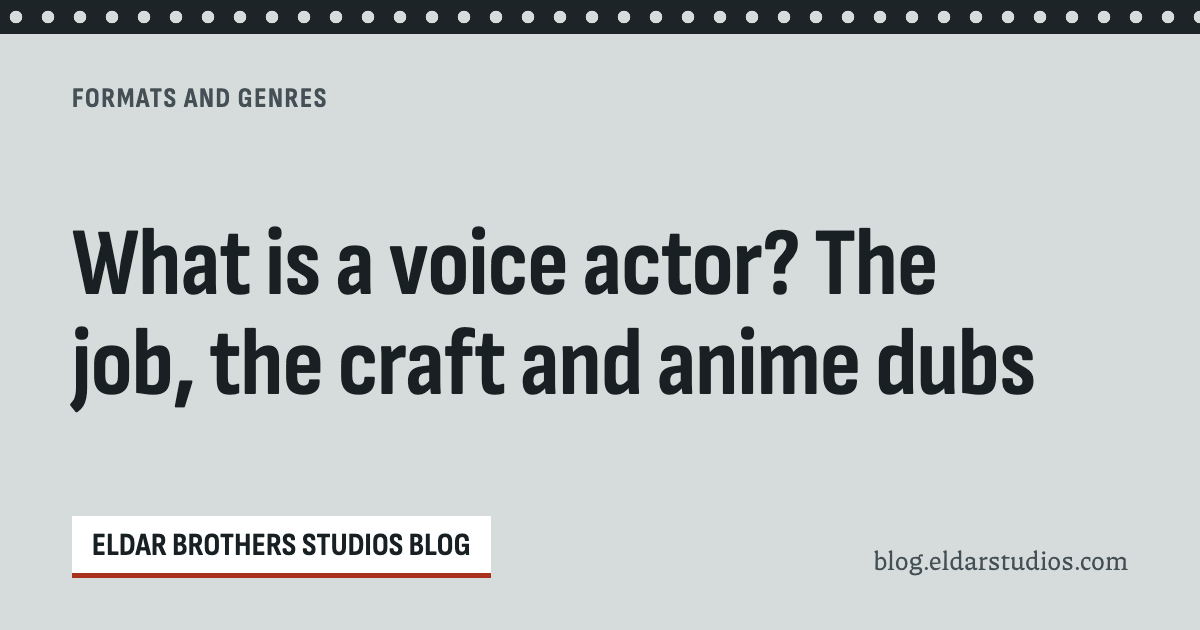 FORMATS AND GENRES
What is a voice actor? The
job, the craft and anime dubs
ELDAR BROTHERS STUDIOS BLOG
blog.eldarstudios.com